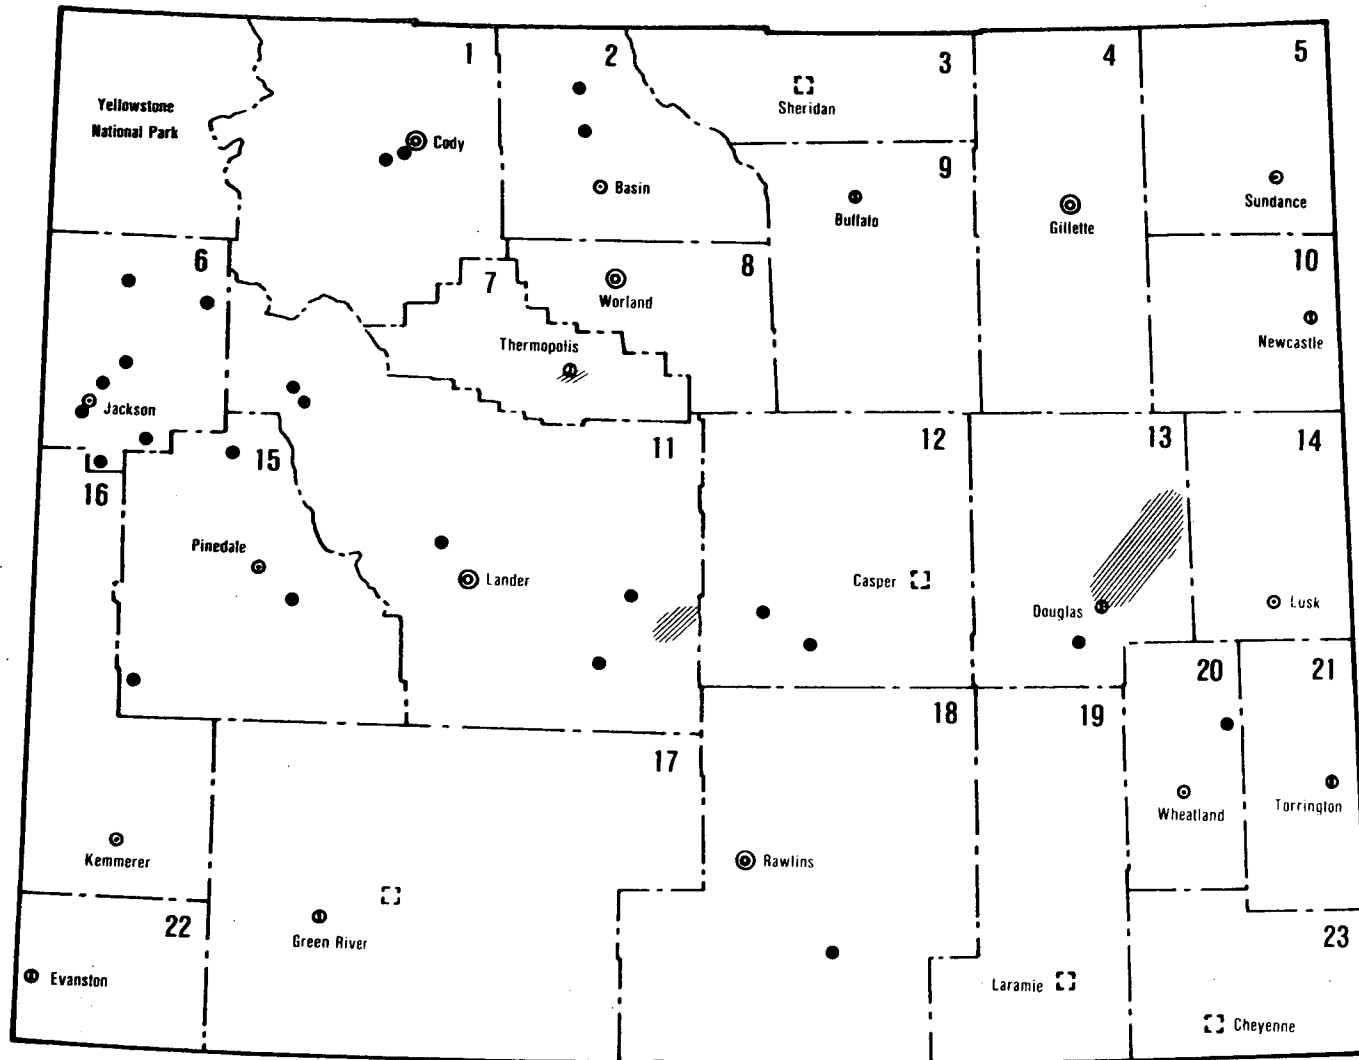 1
2
3
4
5
Yellowstone
National Park
Sheridan
Cody
Basin
9
Buffalo
Gillette
Sundance
6
7
8
10
Worland
Thermopolis
Newcastle
Jackson
11
12
13
14
15
16
Pinedale
Lander
Casper
Douglas
Lusk
20
21
17
18
19
Wheatland
Torrington
Kemmerer
Rawlins
22
Green River
23
Evanston
Laramie
Cheyenne